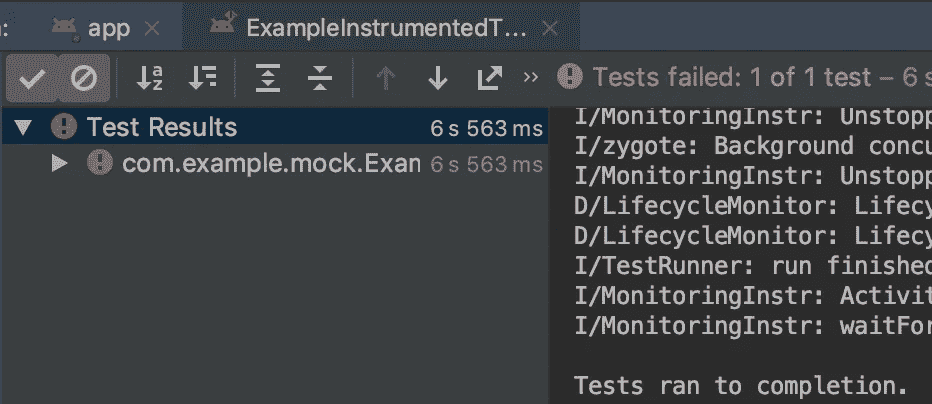 : app ExampleInstrumentedT...
Tests failed: 1 of 1 test – 6 s
Test Results 6 s 563 ms
com.example.mock.Exan 6 s 563 ms
I/MonitoringInstr: Unstopp
I/zygote: Background concu
I/MonitoringInstr: Unstopp
D/LifecycleMonitor: Lifecy
D/LifecycleMonitor: Lifecy
I/TestRunner: run finished
I/MonitoringInstr: Activit
I/MonitoringInstr: waitFor
Tests ran to completion.